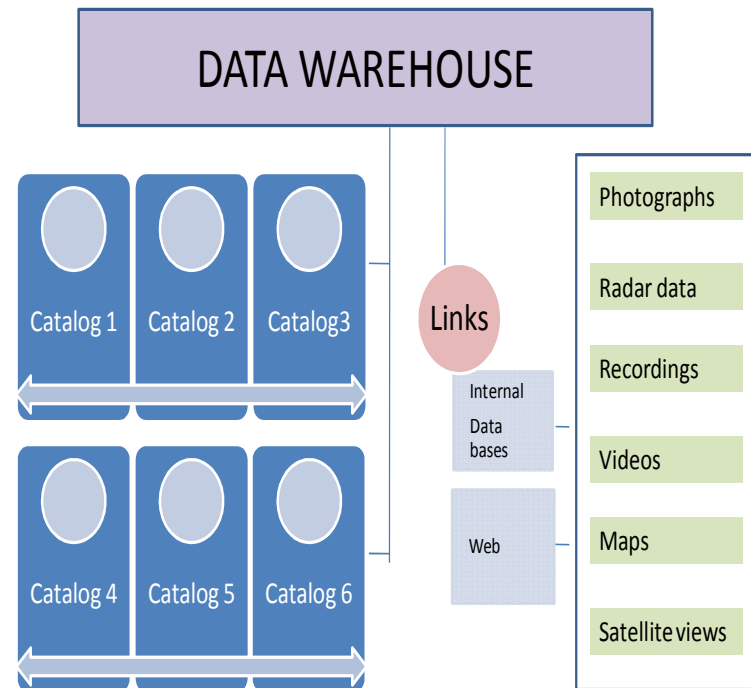 DATA WAREHOUSE
Catalog 1
Catalog 2
Catalog3
Catalog 4
Catalog 5
Catalog 6
Links
Internal
Data
bases
Web
Photographs
Radar data
Recordings
Videos
Maps
Satellite views